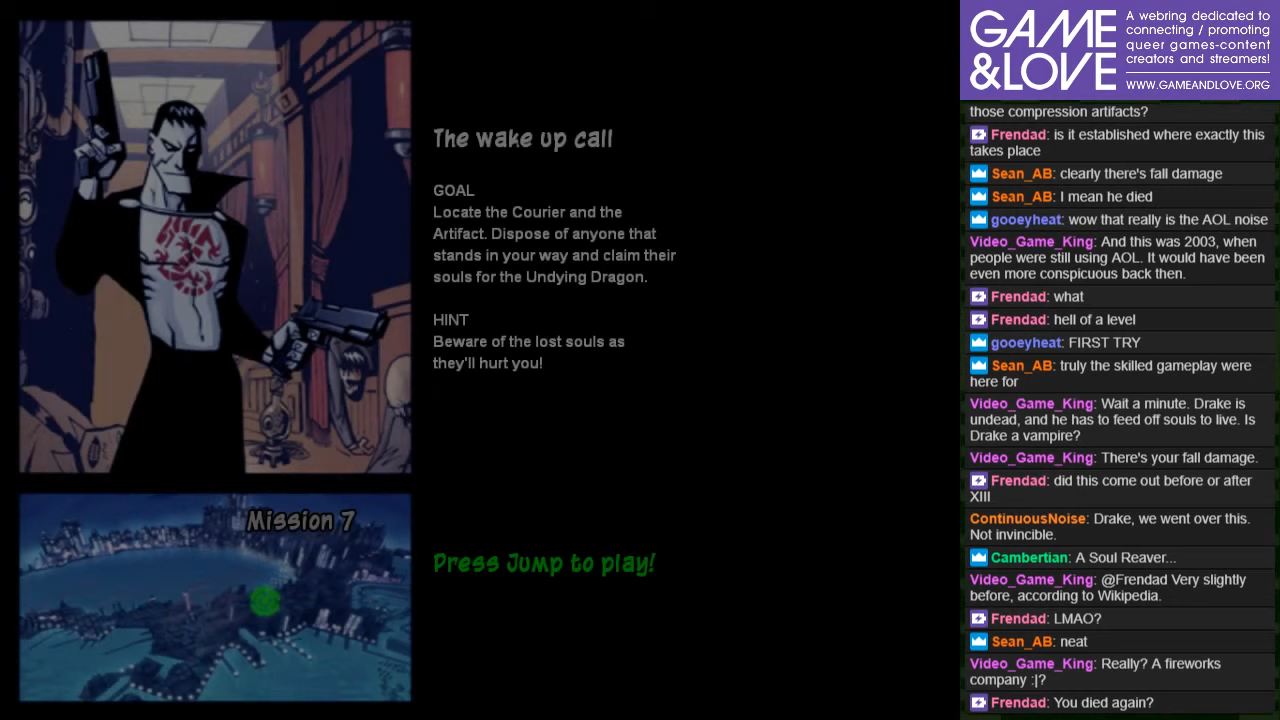 The wake up call
GOAL
Locate the Courier and the
Artifact. Dispose of anyone that
stands in your way and claim their
souls for the Undying Dragon.
HINT
Beware of the lost souls as
they'll hurt you!
Mission 7
Press Jump to play!
GAME
&LOVE
A webring dedicated to
connecting / promoting
queer games-content
creators and streamers!
WWW.GAMEANDLOVE.ORG
those compression artifacts?
Frendad: is it established where exactly this
takes place
Sean_AB: clearly there's fall damage
Sean_AB: I mean he died
gooeyheat: wow that really is the AOL noise
Video_Game_King: And this was 2003, when
people were still using AOL. It would have been
even more conspicuous back then.
Frendad: what
Frendad: hell of a level
gooeyheat: FIRST TRY
Sean_AB: truly the skilled gameplay were
here for
Video_Game_King: Wait a minute. Drake is
undead, and he has to feed off souls to live. Is
Drake a vampire?
Video_Game_King: There's your fall damage.
Frendad: did this come out before or after
XIII
ContinuousNoise: Drake, we went over this.
Not invincible.
Cambertian: A Soul Reaver...
Video_Game_King: @Frendad Very slightly
before, according to Wikipedia.
Frendad: LMAO?
Sean_AB: neat
Video_Game_King: Really? A fireworks
company :|?
Frendad: You died again?